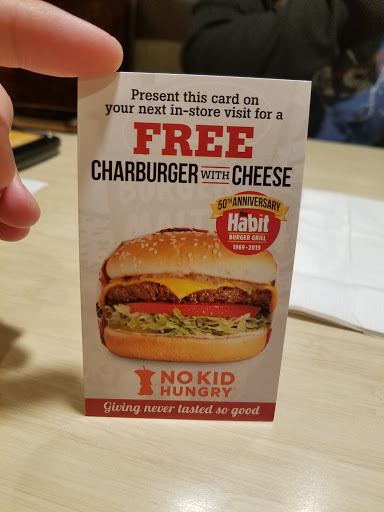 Present this card on
your next in-store visit for a
FREE
CHARBURGER WITH CHEESE
50TH ANNIVERSARY
The Habit
BURGER GRILL
1969-2019
NO KID
HUNGRY
Giving never tasted so good